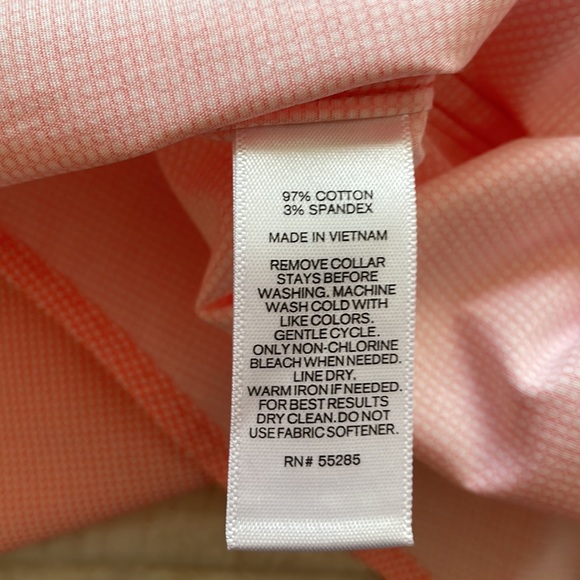 97% COTTON
3% SPANDEX
MADE IN VIETNAM
REMOVE COLLAR
STAYS BEFORE
WASHING. MACHINE
WASH COLD WITH
LIKE COLORS.
GENTLE CYCLE.
ONLY NON-CHLORINE
BLEACH WHEN NEEDED.
LINE DRY.
WARM IRON IF NEEDED.
FOR BEST RESULTS
DRY CLEAN.DO NOT
USE FABRIC SOFTENER.
RN# 55285